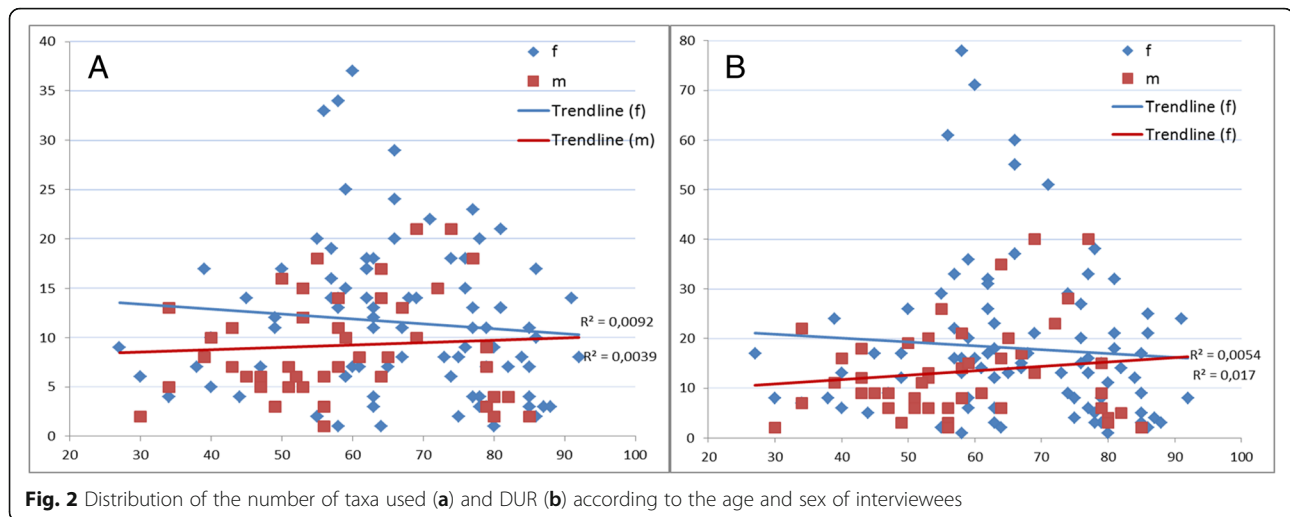 A
f
m
Trendline (f)
Trendline (m)
40
35
30
25
20
15
10
5
0
20 30 40 50 60 70 80 90 100
R² = 0,0092
R² = 0,0039
B
f
m
Trendline (f)
Trendline (f)
80
70
60
50
40
30
20
10
0
20 30 40 50 60 70 80 90 100
R² = 0,0054
R² = 0,017
Fig. 2 Distribution of the number of taxa used (a) and DUR (b) according to the age and sex of interviewees